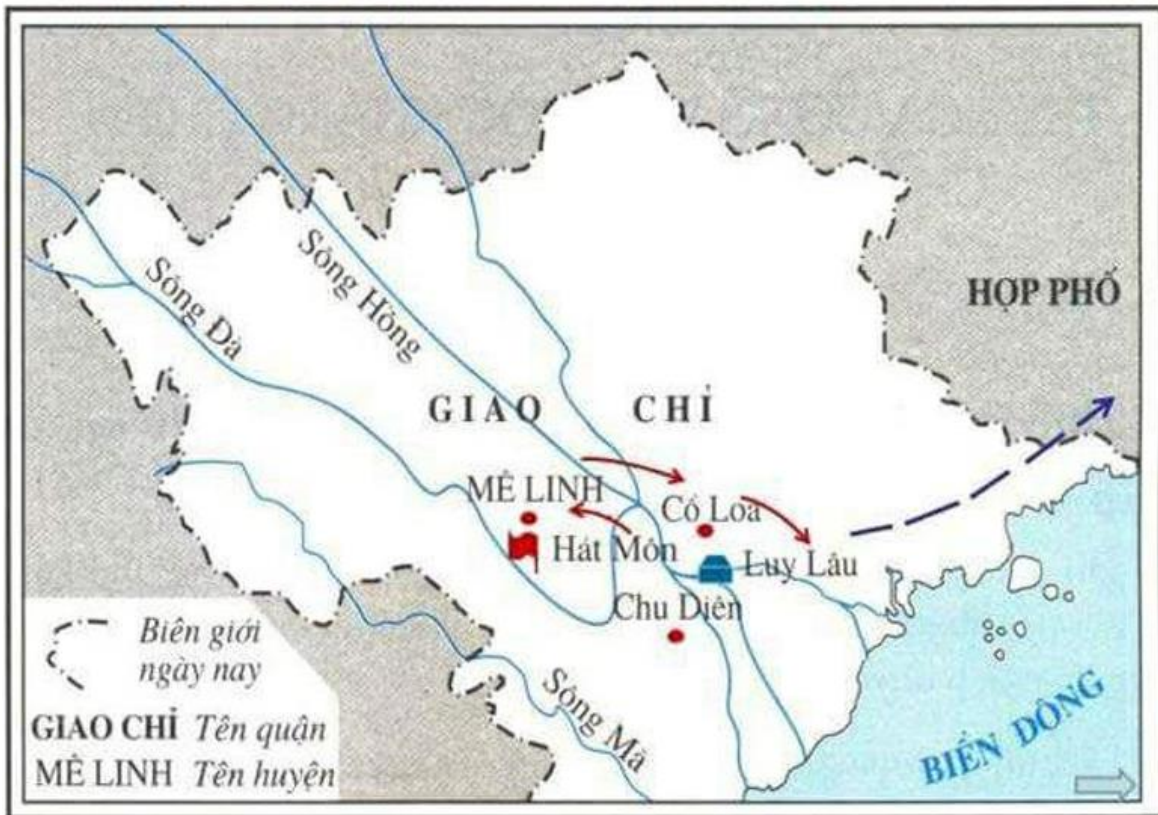 Sông Đà
Sông Hồng
HỢP PHỐ
GIAO CHỈ
MÊ LINH
Cổ Loa
Hát Môn
Luy Lâu
Chu Diên
Sông Mã
BIỂN ĐÔNG
Biên giới
ngày nay
GIAO CHỈ Tên quận
MÊ LINH Tên huyện